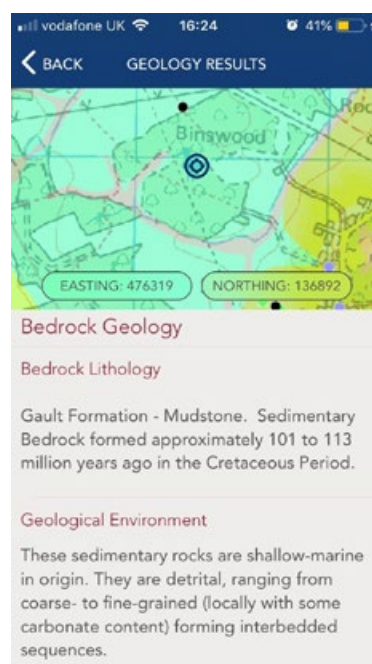 vodafone UK 16:24 41%
BACK GEOLOGY RESULTS
Binswood
EASTING: 476319 NORTHING: 136892
Bedrock Geology
Bedrock Lithology
Gault Formation - Mudstone. Sedimentary
Bedrock formed approximately 101 to 113
million years ago in the Cretaceous Period.
Geological Environment
These sedimentary rocks are shallow-marine
in origin. They are detrital, ranging from
coarse- to fine-grained (locally with some
carbonate content) forming interbedded
sequences.